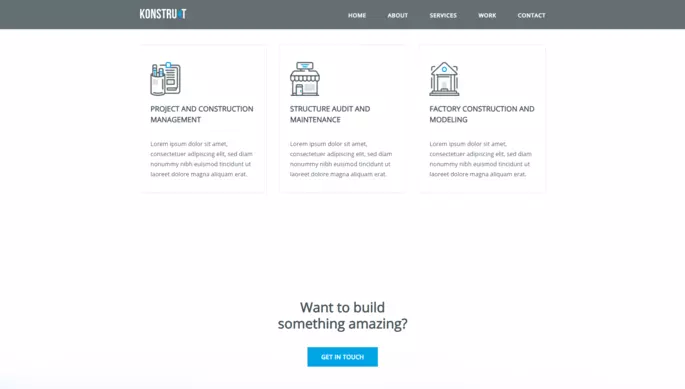 KONSTRUKT
HOME ABOUT SERVICES WORK CONTACT
PROJECT AND CONSTRUCTION
MANAGEMENT
Lorem ipsum dolor sit amet,
consectetuer adipiscing elit, sed diam
nonummy nibh euismod tincidunt ut
laoreet dolore magna aliquam erat.
STRUCTURE AUDIT AND
MAINTENANCE
Lorem ipsum dolor sit amet,
consectetuer adipiscing elit, sed diam
nonummy nibh euismod tincidunt ut
laoreet dolore magna aliquam erat.
FACTORY CONSTRUCTION AND
MODELING
Lorem ipsum dolor sit amet,
consectetuer adipiscing elit, sed diam
nonummy nibh euismod tincidunt ut
laoreet dolore magna aliquam erat.
Want to build
something amazing?
GET IN TOUCH